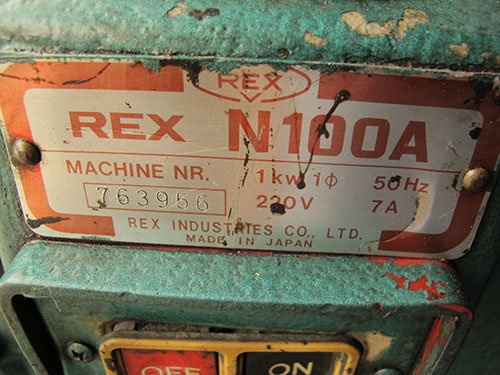 REX
REX N100A
MACHINE NR. 1kw 1ϕ 50Hz
763956 220V 7A
REX INDUSTRIES CO., LTD.
MADE IN JAPAN
OFF ON